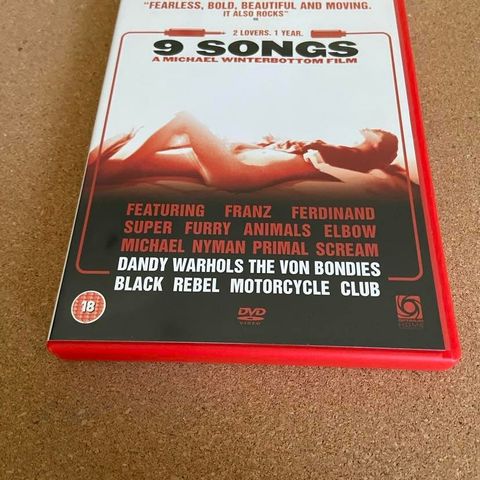 "FEARLESS, BOLD, BEAUTIFUL AND MOVING.
IT ALSO ROCKS"
2 LOVERS. 1 YEAR.
9 SONGS
A MICHAEL WINTERBOTTOM FILM
FEATURING FRANZ FERDINAND
SUPER FURRY ANIMALS ELBOW
MICHAEL NYMAN PRIMAL SCREAM
DANDY WARHOLS THE VON BONDIES
BLACK REBEL MOTORCYCLE CLUB
18
DVD
VIDEO
OPTIMUM
HOME